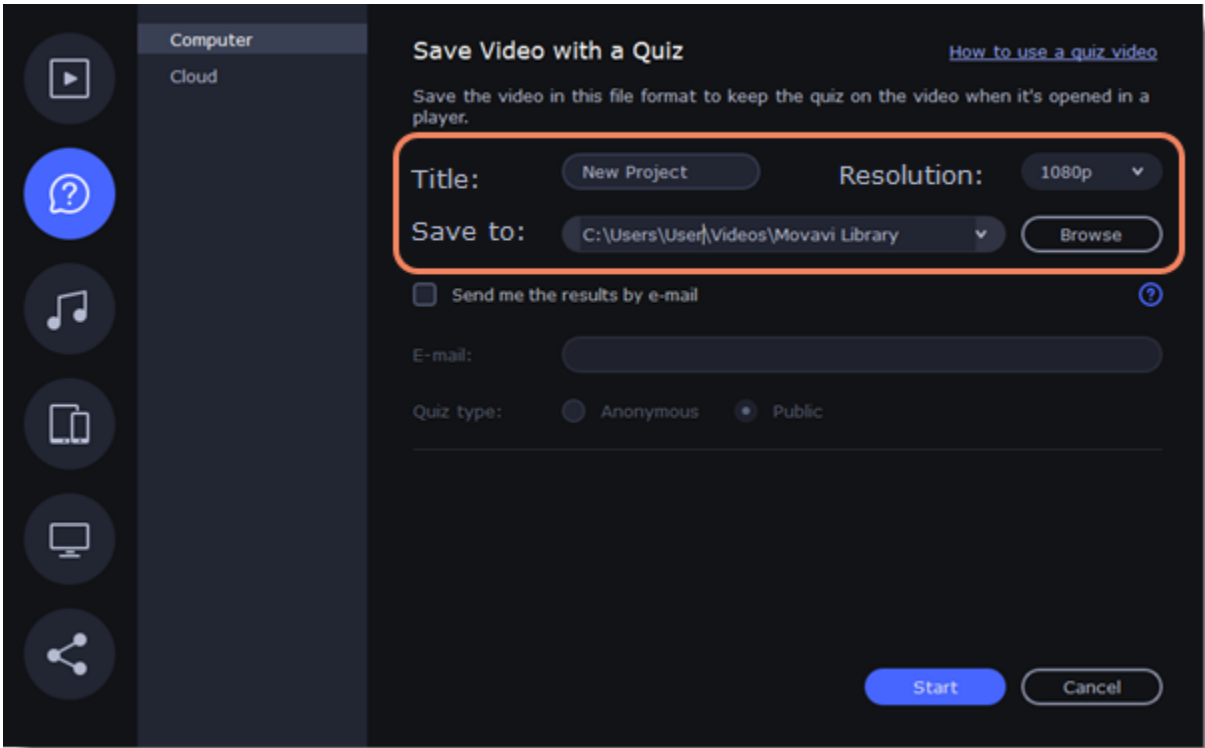 Computer
Cloud
Save Video with a Quiz
How to use a quiz video
Save the video in this file format to keep the quiz on the video when it's opened in a
player.
Title: New Project Resolution: 1080p
Save to: C:\Users\User\Videos\Movavi Library Browse
Send me the results by e-mail
E-mail:
Quiz type: Anonymous Public
Start Cancel